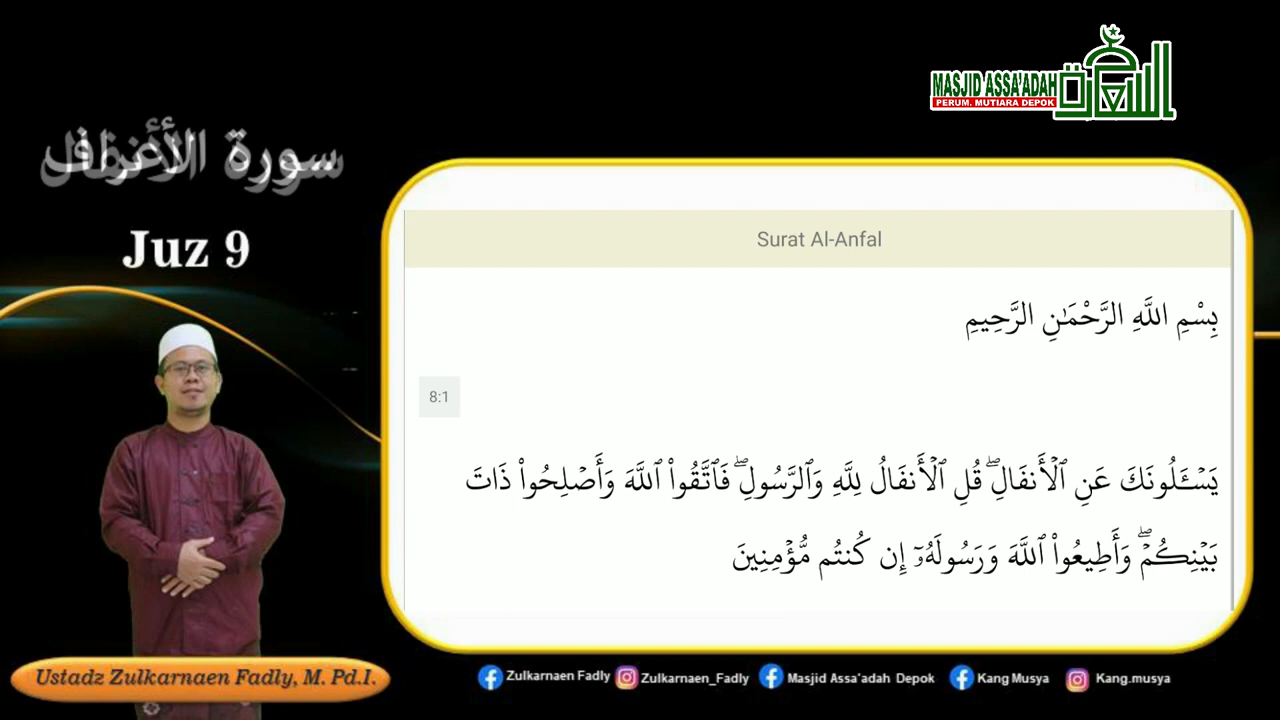 MASJID ASSA'ADAH
PERUM. MUTIARA DEPOK
سورة
Juz 9
Surat Al-Anfal
بِسْمِ اللَّهِ الرَّحْمَٰنِ الرَّحِيمِ
8:1
يَسْـَٔلُونَكَ عَنِ ٱلْأَنفَالِ ۖ قُلِ ٱلْأَنفَالُ لِلَّهِ وَٱلرَّسُولِ ۖ فَٱتَّقُوا۟ ٱللَّهَ وَأَصْلِحُوا۟ ذَاتَ
بَيْنِكُمْ ۖ وَأَطِيعُوا۟ ٱللَّهَ وَرَسُولَهُۥٓ إِن كُنتُم مُّؤْمِنِينَ
Ustadz Zulkarnaen Fadly, M. Pd.I.
Zulkarnaen Fadly Zulkarnaen_Fadly Masjid Assa'adah Depok Kang Musya Kang.musya